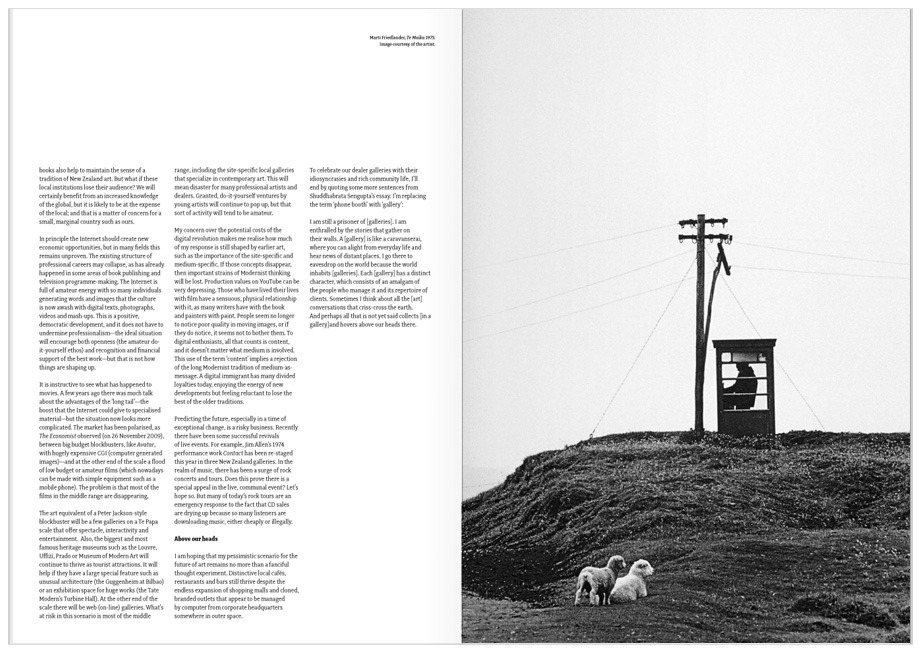 Marti Friedlander, Te Moika 1975.
Image courtesy of the artist.
books also help to maintain the sense of a
tradition of New Zealand art. But what if these
local institutions lose their audience? We will
certainly benefit from an increased knowledge
of the global, but it is likely to be at the expense
of the local; and that is a matter of concern for a
small, marginal country such as ours.
In principle the Internet should create new
economic opportunities, but in many fields this
remains unproven. The existing structure of
professional careers may collapse, as has already
happened in some areas of book publishing and
television programme-making. The Internet is
full of amateur energy with so many individuals
generating words and images that the culture
is now awash with digital texts, photographs,
videos and mash-ups. This is a positive,
democratic development, and it does not have to
undermine professionalism—the ideal situation
will encourage both openness (the amateur do-
it-yourself ethos) and recognition and financial
support of the best work—but that is not how
things are shaping up.
It is instructive to see what has happened to
movies. A few years ago there was much talk
about the advantages of the 'long tail'—the
boost that the Internet could give to specialised
material—but the situation now looks more
complicated. The market has been polarised, as
The Economist observed (on 26 November 2009),
between big budget blockbusters, like Avatar,
with hugely expensive CGI (computer generated
images)—and at the other end of the scale a flood
of low budget or amateur films (which nowadays
can be made with simple equipment such as a
mobile phone). The problem is that most of the
films in the middle range are disappearing.
The art equivalent of a Peter Jackson-style
blockbuster will be a few galleries on a Te Papa
scale that offer spectacle, interactivity and
entertainment. Also, the biggest and most
famous heritage museums such as the Louvre,
Uffizi, Prado or Museum of Modern Art will
continue to thrive as tourist attractions. It will
help if they have a large special feature such as
unusual architecture (the Guggenheim at Bilbao)
or an exhibition space for huge works (the Tate
Modern's Turbine Hall). At the other end of the
scale there will be web (on-line) galleries. What's
at risk in this scenario is most of the middle
range, including the site-specific local galleries
that specialize in contemporary art. This will
mean disaster for many professional artists and
dealers. Granted, do-it-yourself ventures by
young artists will continue to pop up, but that
sort of activity will tend to be amateur.
My concern over the potential costs of the
digital revolution makes me realise how much
of my response is still shaped by earlier art,
such as the importance of the site-specific and
medium-specific. If those concepts disappear,
then important strains of Modernist thinking
will be lost. Production values on YouTube can be
very depressing. Those who have lived their lives
with film have a sensuous, physical relationship
with it, as many writers have with the book
and painters with paint. People seem no longer
to notice poor quality in moving images, or if
they do notice, it seems not to bother them. To
digital enthusiasts, all that counts is content,
and it doesn't matter what medium is involved.
This use of the term 'content' implies a rejection
of the long Modernist tradition of medium-as-
message. A digital immigrant has many divided
loyalties today, enjoying the energy of new
developments but feeling reluctant to lose the
best of the older traditions.
Predicting the future, especially in a time of
exceptional change, is a risky business. Recently
there have been some successful revivals
of live events. For example, Jim Allen's 1974
performance work Contact has been re-staged
this year in three New Zealand galleries. In the
realm of music, there has been a surge of rock
concerts and tours. Does this prove there is a
special appeal in the live, communal event? Let's
hope so. But many of today's rock tours are an
emergency response to the fact that CD sales
are drying up because so many listeners are
downloading music, either cheaply or illegally.
Above our heads
I am hoping that my pessimistic scenario for the
future of art remains no more than a fanciful
thought experiment. Distinctive local cafés,
restaurants and bars still thrive despite the
endless expansion of shopping malls and cloned,
branded outlets that appear to be managed
by computer from corporate headquarters
somewhere in outer space.
To celebrate our dealer galleries with their
idiosyncrasies and rich community life, I'll
end by quoting some more sentences from
Shuddhabrata Sengupta's essay. I'm replacing
the term 'phone booth' with 'gallery':
I am still a prisoner of [galleries]. I am
enthralled by the stories that gather on
their walls. A [gallery] is like a caravanserai,
where you can alight from everyday life and
hear news of distant places. I go there to
eavesdrop on the world because the world
inhabits [galleries]. Each [gallery] has a distinct
character, which consists of an amalgam of
the people who manage it and its repertoire of
clients. Sometimes I think about all the [art]
conversations that criss-cross the earth.
And perhaps all that is not yet said collects [in a
gallery]and hovers above our heads there.